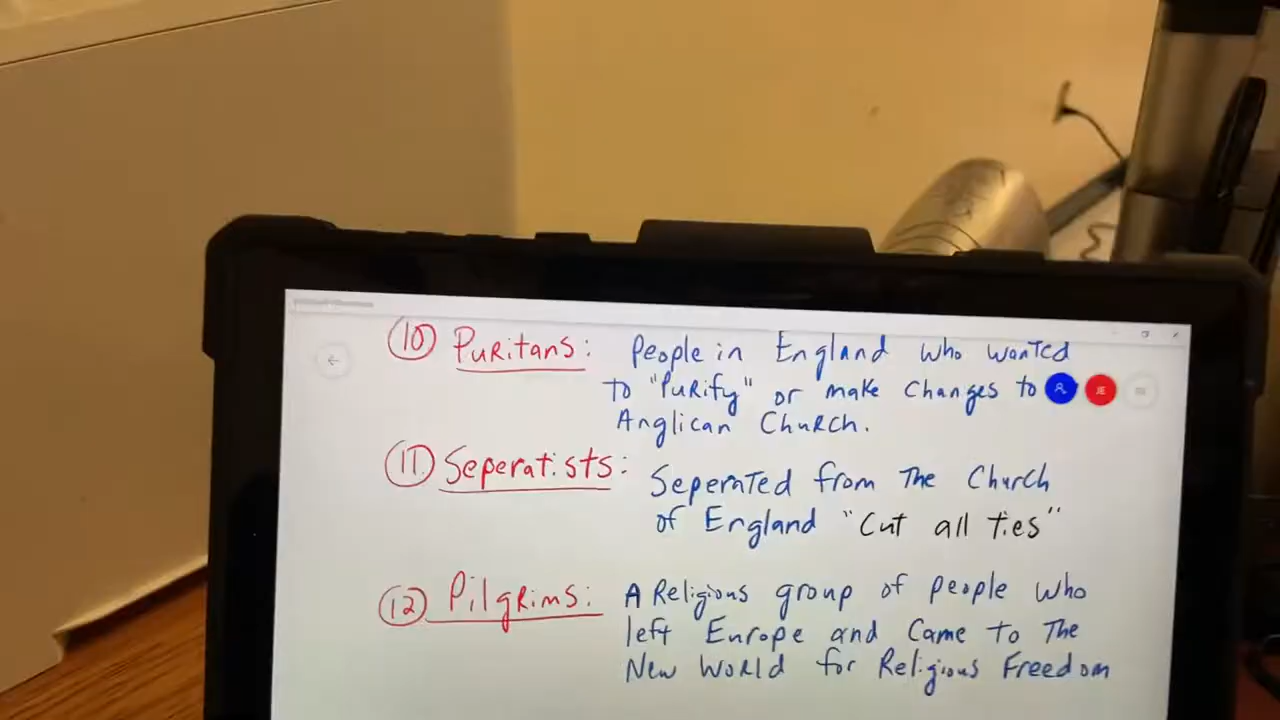 10 Puritans: People in England who wanted
to "Purify" or make changes to
Anglican Church.
11 Seperatists: Seperated from The Church
of England "Cut all ties"
12 Pilgrims: A Religious group of people who
left Europe and Came to The
New World for Religious Freedom